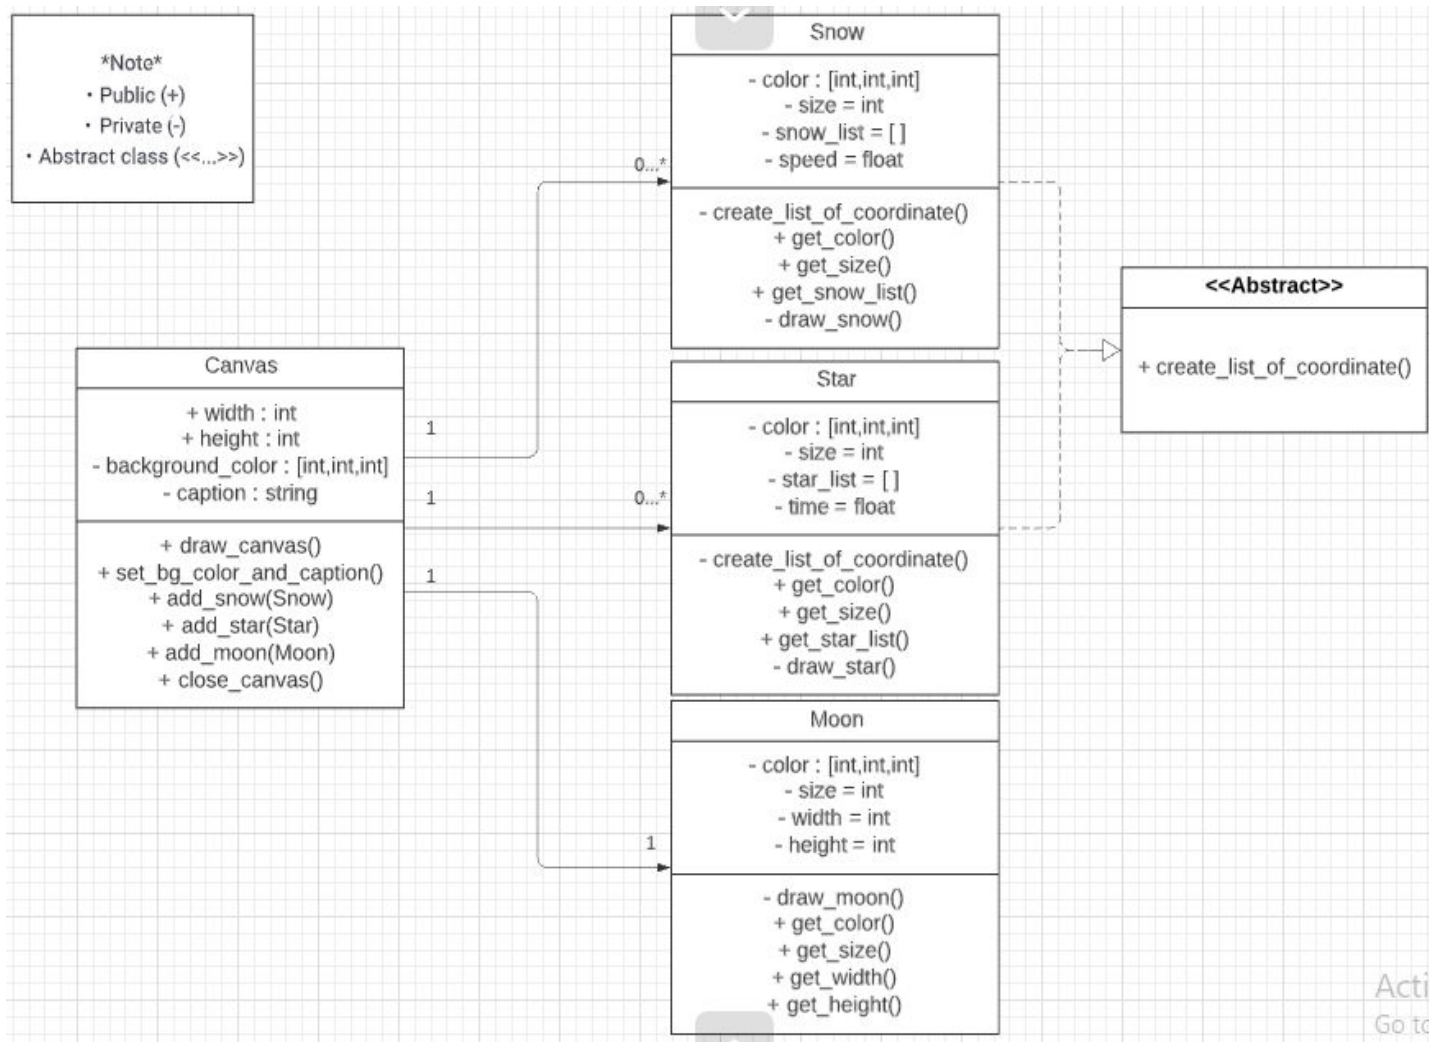 *Note*
• Public (+)
• Private (-)
• Abstract class (<<...>>)
Snow
- color : [int,int,int]
- size = int
- snow_list = [ ]
- speed = float
- create_list_of_coordinate()
+ get_color()
+ get_size()
+ get_snow_list()
- draw_snow()
0...*
<<Abstract>>
+ create_list_of_coordinate()
Canvas
+ width : int
+ height : int
- background_color : [int,int,int]
- caption : string
+ draw_canvas()
+ set_bg_color_and_caption()
+ add_snow(Snow)
+ add_star(Star)
+ add_moon(Moon)
+ close_canvas()
1
1
1
0...*
Star
- color : [int,int,int]
- size = int
- star_list = [ ]
- time = float
- create_list_of_coordinate()
+ get_color()
+ get_size()
+ get_star_list()
- draw_star()
1
Moon
- color : [int,int,int]
- size = int
- width = int
- height = int
- draw_moon()
+ get_color()
+ get_size()
+ get_width()
+ get_height()
Acti
Go to